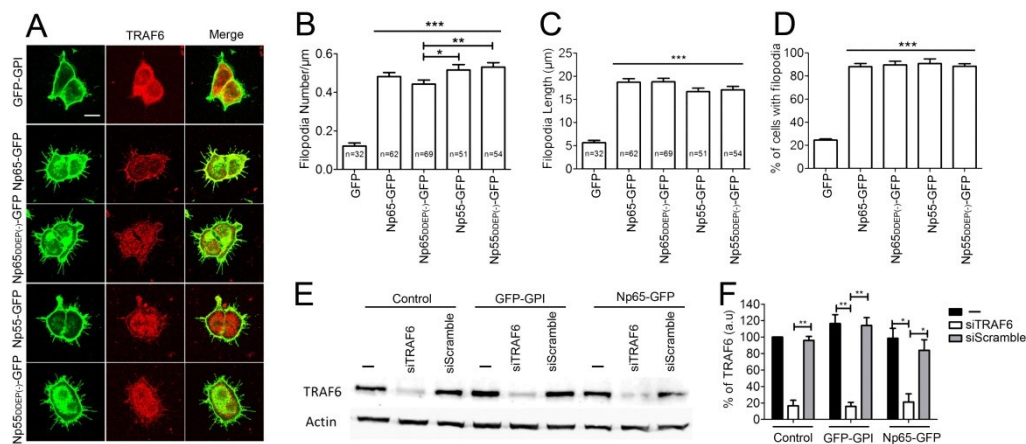 A
TRAF6
Merge
GFP-GPI
Np65-GFP
Np65DDEP(-)-GFP
Np55-GFP
Np55DDEP(-)-GFP
B
Filopodia Number/µm
0.8
0.6
0.4
0.2
0.0
***
**
*
n=32
n=62
n=69
n=51
n=54
GFP
Np65-GFP
Np65DDEP(-)-GFP
Np55-GFP
Np55DDEP(-)-GFP
C
Filopodia Length (µm)
25
20
15
10
5
0
***
n=32
n=62
n=69
n=51
n=54
GFP
Np65-GFP
Np65DDEP(-)-GFP
Np55-GFP
Np55DDEP(-)-GFP
D
% of cells with filopodia
100
80
60
40
20
0
***
GFP
Np65-GFP
Np65DDEP(-)-GFP
Np55-GFP
Np55DDEP(-)-GFP
E
Control
GFP-GPI
Np65-GFP
— siTRAF6 siScramble — siTRAF6 siScramble — siTRAF6 siScramble
TRAF6
Actin
F
% of TRAF6 (a.u)
140
120
100
80
60
40
20
0
**
** **
* *
—
siTRAF6
siScramble
Control
GFP-GPI
Np65-GFP